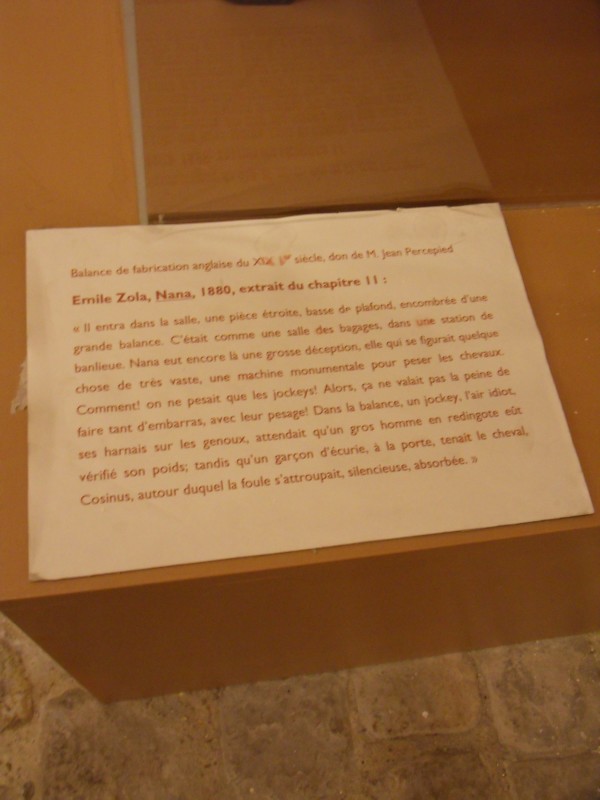 Balance de fabrication anglaise du siècle, don de M. Jean Percepied
Emile Zola, Nana, 1880, extrait du chapitre 11 :
« Il entra dans la salle, une pièce étroite, basse de plafond, encombrée d'une
grande balance. C'était comme une salle des bagages, dans une station de
banlieue. Nana eut encore là une grosse déception, elle qui se figurait quelque
chose de très vaste, une machine monumentale pour peser les chevaux.
Comment! on ne pesait que les jockeys! Alors, ça ne valait pas la peine de
faire tant d'embarras, avec leur pesage! Dans la balance, un jockey, l'air idiot,
ses harnais sur les genoux, attendait qu'un gros homme en redingote eût
vérifié son poids; tandis qu'un garçon d'écurie, à la porte, tenait le cheval,
Cosinus, autour duquel la foule s'attroupait, silencieuse, absorbée. »